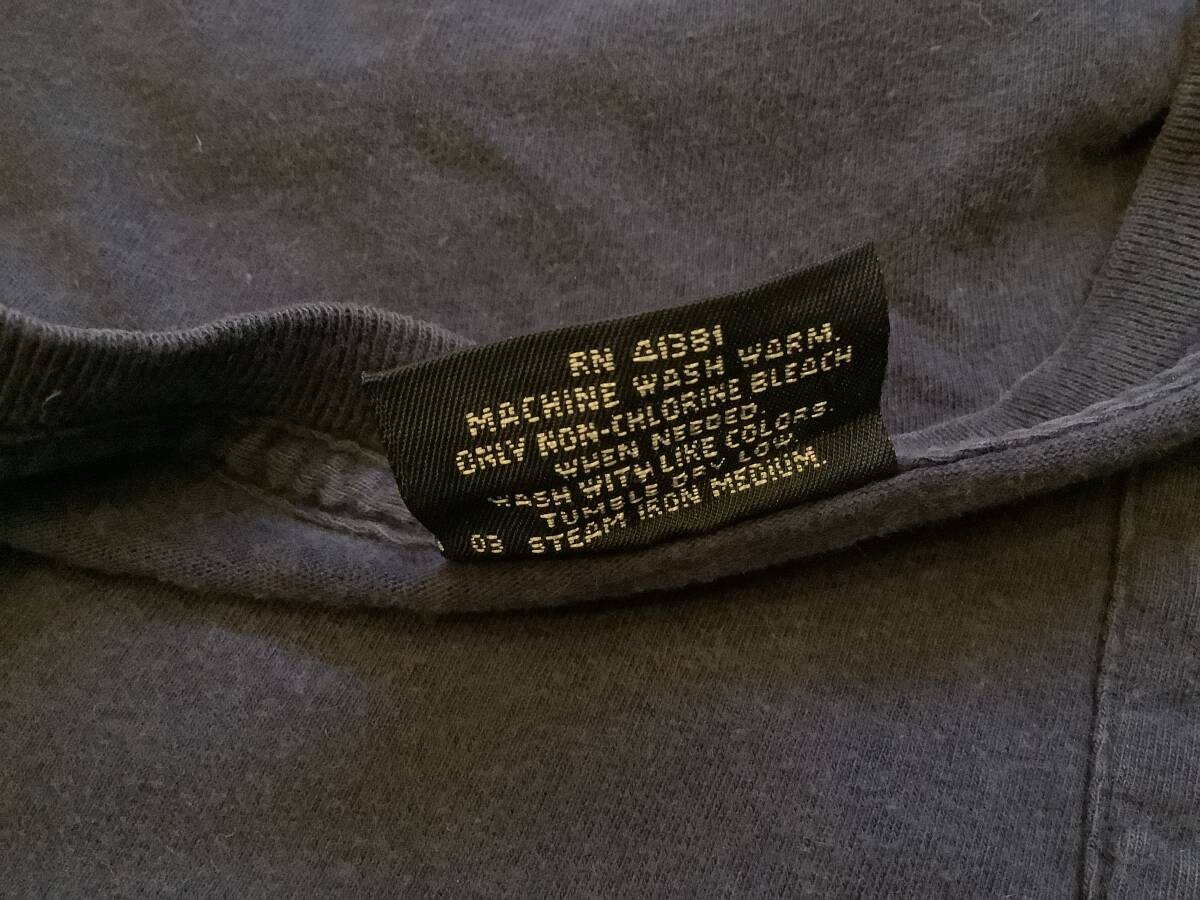 RN 41381
MACHINE WASH WARM.
ONLY NON-CHLORINE BLEACH
WHEN NEEDED.
WASH WITH LIKE COLORS.
TUMBLE DRY LOW.
03 STEAM IRON MEDIUM.